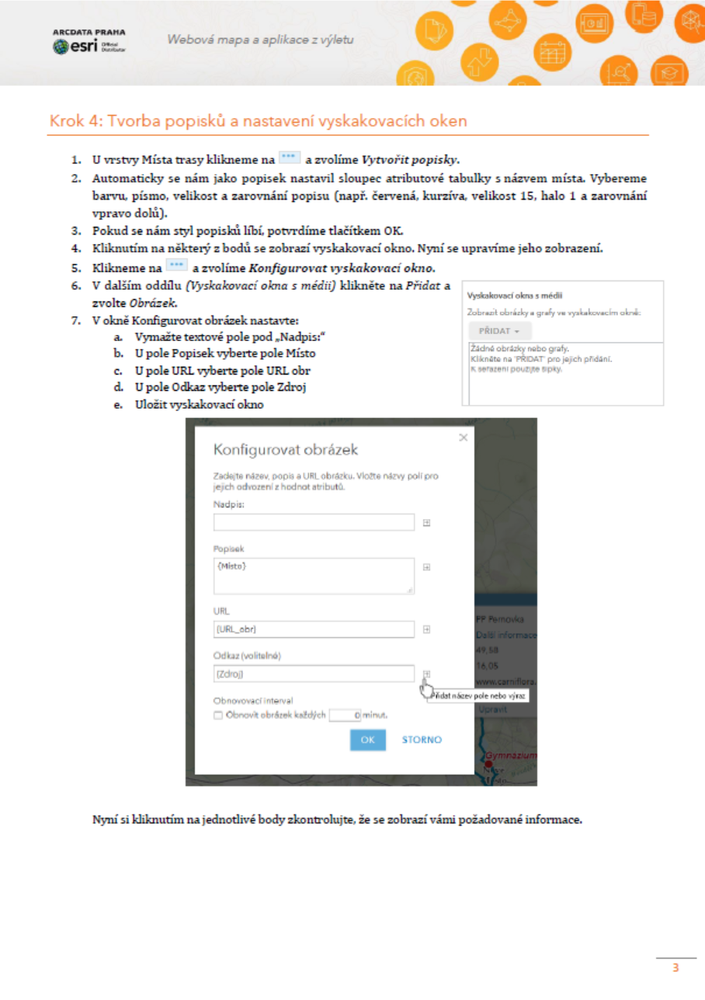 ARCDATA PRAHA
esri Official
Distributor
Webová mapa a aplikace z výletu
Krok 4: Tvorba popisků a nastavení vyskakovacích oken
1. U vrstvy Místa trasy klikneme na ••• a zvolíme Vytvořit popisky.
2. Automaticky se nám jako popisek nastavil sloupec atributové tabulky s názvem místa. Vybereme
barvu, písmo, velikost a zarovnání popisu (např. červená, kurzíva, velikost 15, halo 1 a zarovnání
vpravo dolů).
3. Pokud se nám styl popisků líbí, potvrdíme tlačítkem OK.
4. Kliknutím na některý z bodů se zobrazí vyskakovací okno. Nyní se upravíme jeho zobrazení.
5. Klikneme na ••• a zvolíme Konfigurovat vyskakovací okno.
6. V dalším oddílu (Vyskakovací okna s médii) klikněte na Přidat a
zvolte Obrázek.
7. V okně Konfigurovat obrázek nastavte:
a. Vymažte textové pole pod „Nadpis:“
b. U pole Popisek vyberte pole Místo
c. U pole URL vyberte pole URL obr
d. U pole Odkaz vyberte pole Zdroj
e. Uložit vyskakovací okno
Vyskakovací okna s médii
Zobrazit obrázky a grafy ve vyskakovacím okně:
PŘIDAT
Žádné obrázky nebo grafy.
Klikněte na 'PŘIDAT' pro jejich přidání.
K seřazení použijte šipky.
Konfigurovat obrázek
Zadejte název, popis a URL obrázku. Vložte názvy polí pro
jejich odvození z hodnot atributů.
Nadpis:
Popisek
{Místo}
URL
{URL_obr}
Odkaz (volitelné)
{Zdroj}
Přidat název pole nebo výraz
Obnovovací interval
Obnovit obrázek každých 0 minut.
OK STORNO
PP Pernovka
Další informace
49,58
16,05
www.carniflora.
Upravit
Gymnázium
Nové
Město
Nyní si kliknutím na jednotlivé body zkontrolujte, že se zobrazí vámi požadované informace.
3